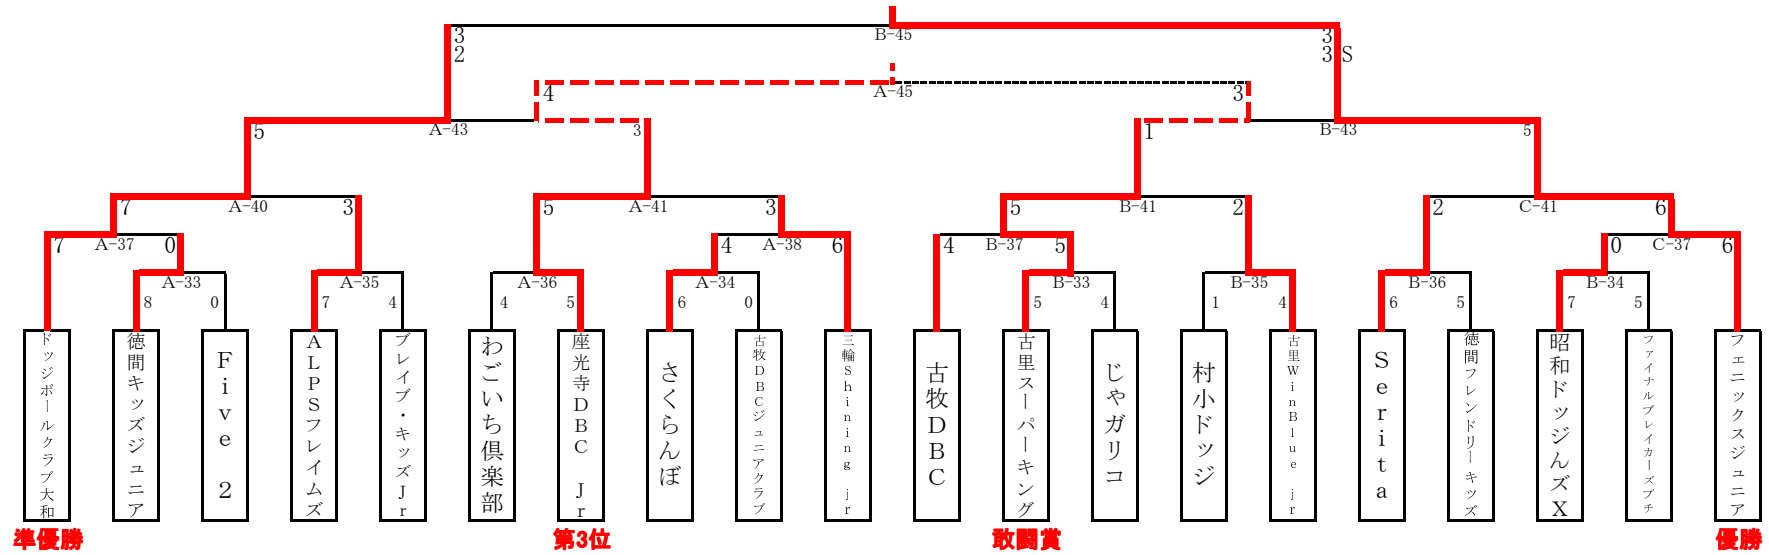 3 B-45 3
2 3 S
4 A-45 3
5 A-43 3 1 B-43 5
7 A-40 3 5 A-41 3 5 B-41 2 2 C-41 6
7 A-37 0 4 A-38 6 4 B-37 5 0 C-37 6
A-33 A-35 A-36 A-34 B-33 B-35 B-36 B-34
8 0 7 4 4 5 6 0 5 4 1 4 6 5 7 5
ドッジボールクラブ大和
徳間キッズジュニア
Five 2
ALPSフレイムズ
ブレイブ・キッズJr
わごいち倶楽部
座光寺DBC Jr
さくらんぼ
古牧DBCジュニアクラブ
三輪Shining jr
古牧DBC
古里スーパーキング
じゃガリコ
村小ドッジ
古里WinBlue jr
Serita
徳間フレンドリーキッズ
昭和ドッジんズX
ファイナルブレイカーズプチ
フェニックスジュニア
準優勝 第3位 敢闘賞 優勝